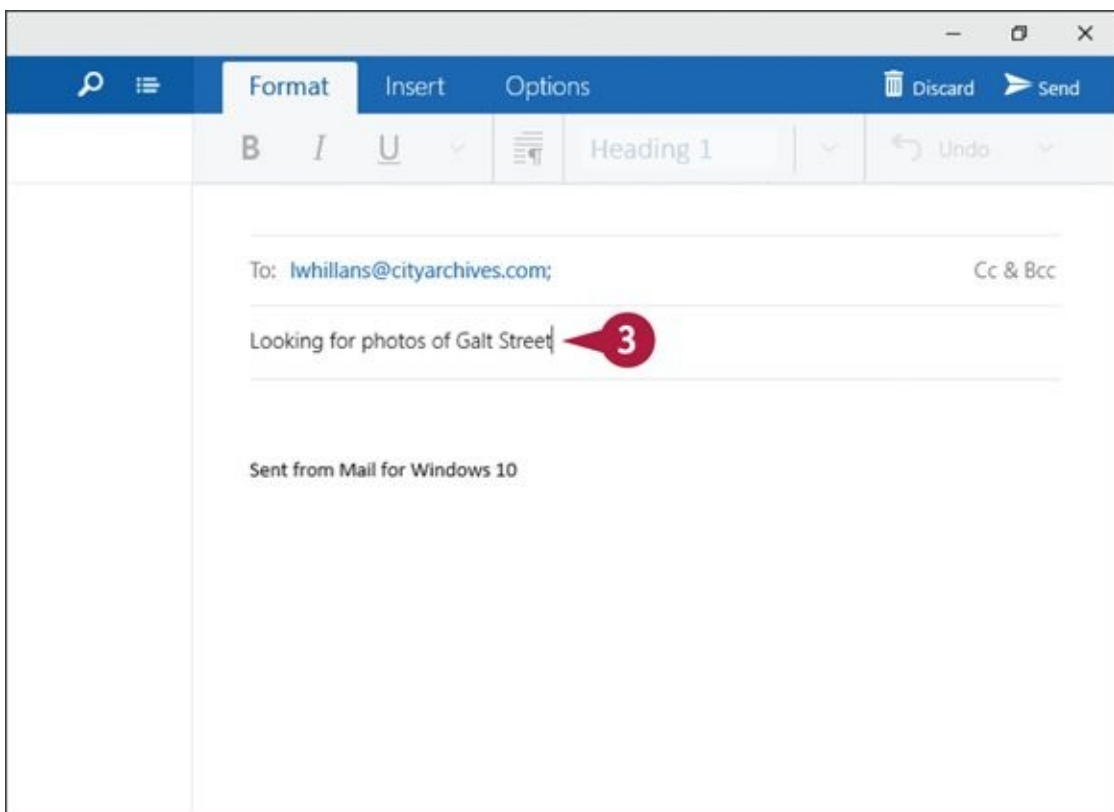 Format Insert Options Discard Send
B I U Heading 1 Undo
To: lwhillans@cityarchives.com; Cc & Bcc
Looking for photos of Galt Street 3
Sent from Mail for Windows 10